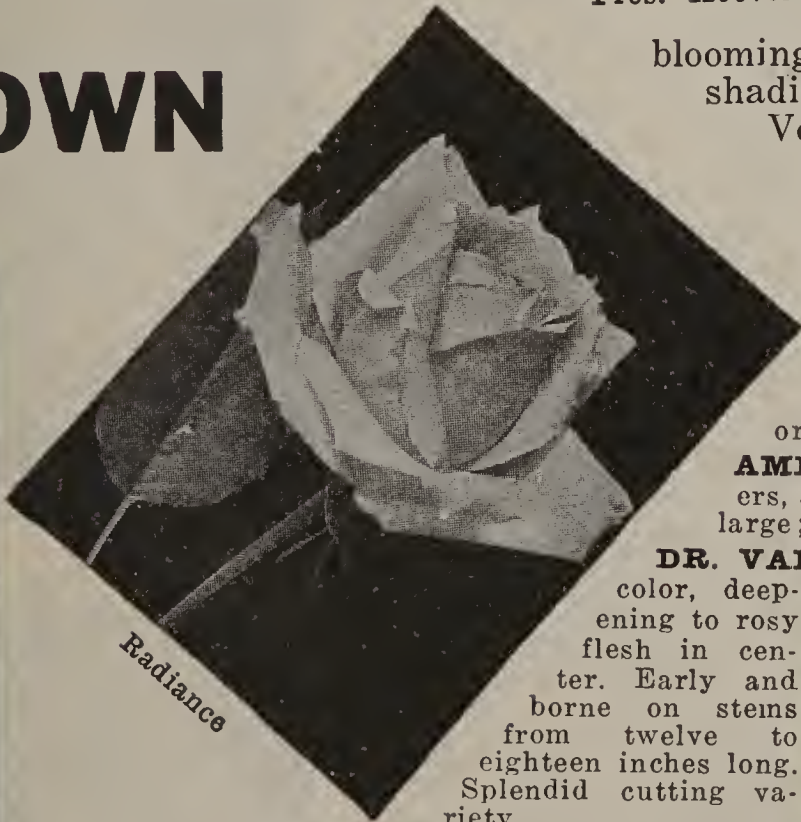 OWN
blooming
shadi
V
or
AM
ers,
large;
DR. VA
color, deep-
ening to rosy
flesh in cen-
ter. Early and
borne on stems
from twelve to
eighteen inches long.
Splendid cutting va-
riety
Radiance